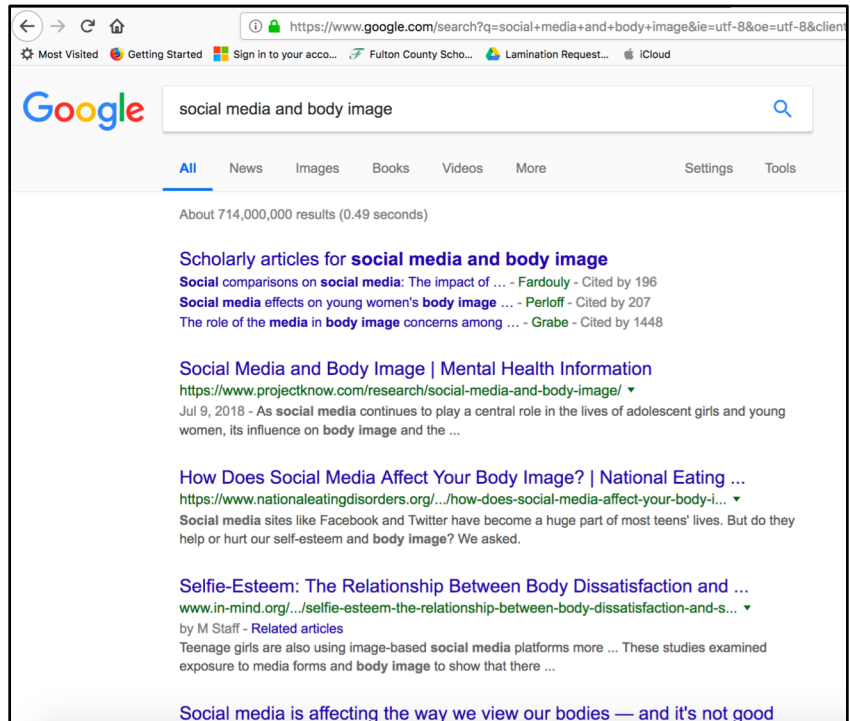 https://www.google.com/search?q=social+media+and+body+image&ie=utf-8&oe=utf-8&client
Most Visited Getting Started Sign in to your acco... Fulton County Scho... Lamination Request... iCloud
Google social media and body image
All News Images Books Videos More Settings Tools
About 714,000,000 results (0.49 seconds)
Scholarly articles for social media and body image
Social comparisons on social media: The impact of … - Fardouly - Cited by 196
Social media effects on young women's body image … - Perloff - Cited by 207
The role of the media in body image concerns among … - Grabe - Cited by 1448
Social Media and Body Image | Mental Health Information
https://www.projectknow.com/research/social-media-and-body-image/
Jul 9, 2018 - As social media continues to play a central role in the lives of adolescent girls and young
women, its influence on body image and the ...
How Does Social Media Affect Your Body Image? | National Eating ...
https://www.nationaleatingdisorders.org/.../how-does-social-media-affect-your-body-i...
Social media sites like Facebook and Twitter have become a huge part of most teens' lives. But do they
help or hurt our self-esteem and body image? We asked.
Selfie-Esteem: The Relationship Between Body Dissatisfaction and ...
www.in-mind.org/.../selfie-esteem-the-relationship-between-body-dissatisfaction-and-s...
by M Staff - Related articles
Teenage girls are also using image-based social media platforms more ... These studies examined
exposure to media forms and body image to show that there ...
Social media is affecting the way we view our bodies — and it's not good